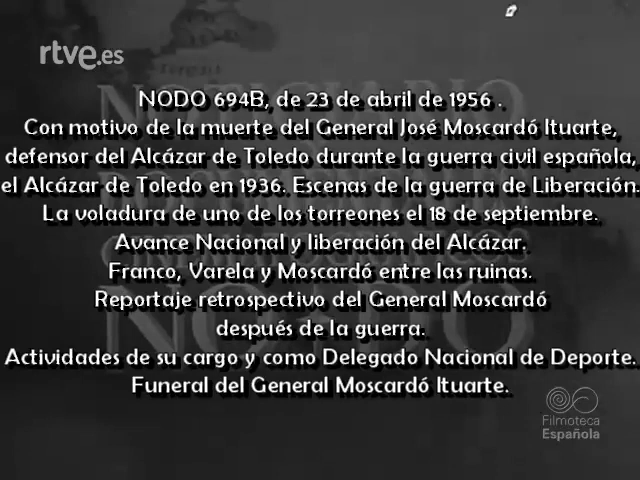 rtve.es
NODO 694B, de 23 de abril de 1956 .
Con motivo de la muerte del General José Moscardó Ituarte,
defensor del Alcázar de Toledo durante la guerra civil española,
el Alcázar de Toledo en 1936. Escenas de la guerra de Liberación.
La voladura de uno de los torreones el 18 de septiembre.
Avance Nacional y liberación del Alcázar.
Franco, Varela y Moscardó entre las ruinas.
Reportaje retrospectivo del General Moscardó
después de la guerra.
Actividades de su cargo y como Delegado Nacional de Deporte.
Funeral del General Moscardó Ituarte.
NO DO
Filmoteca
Española